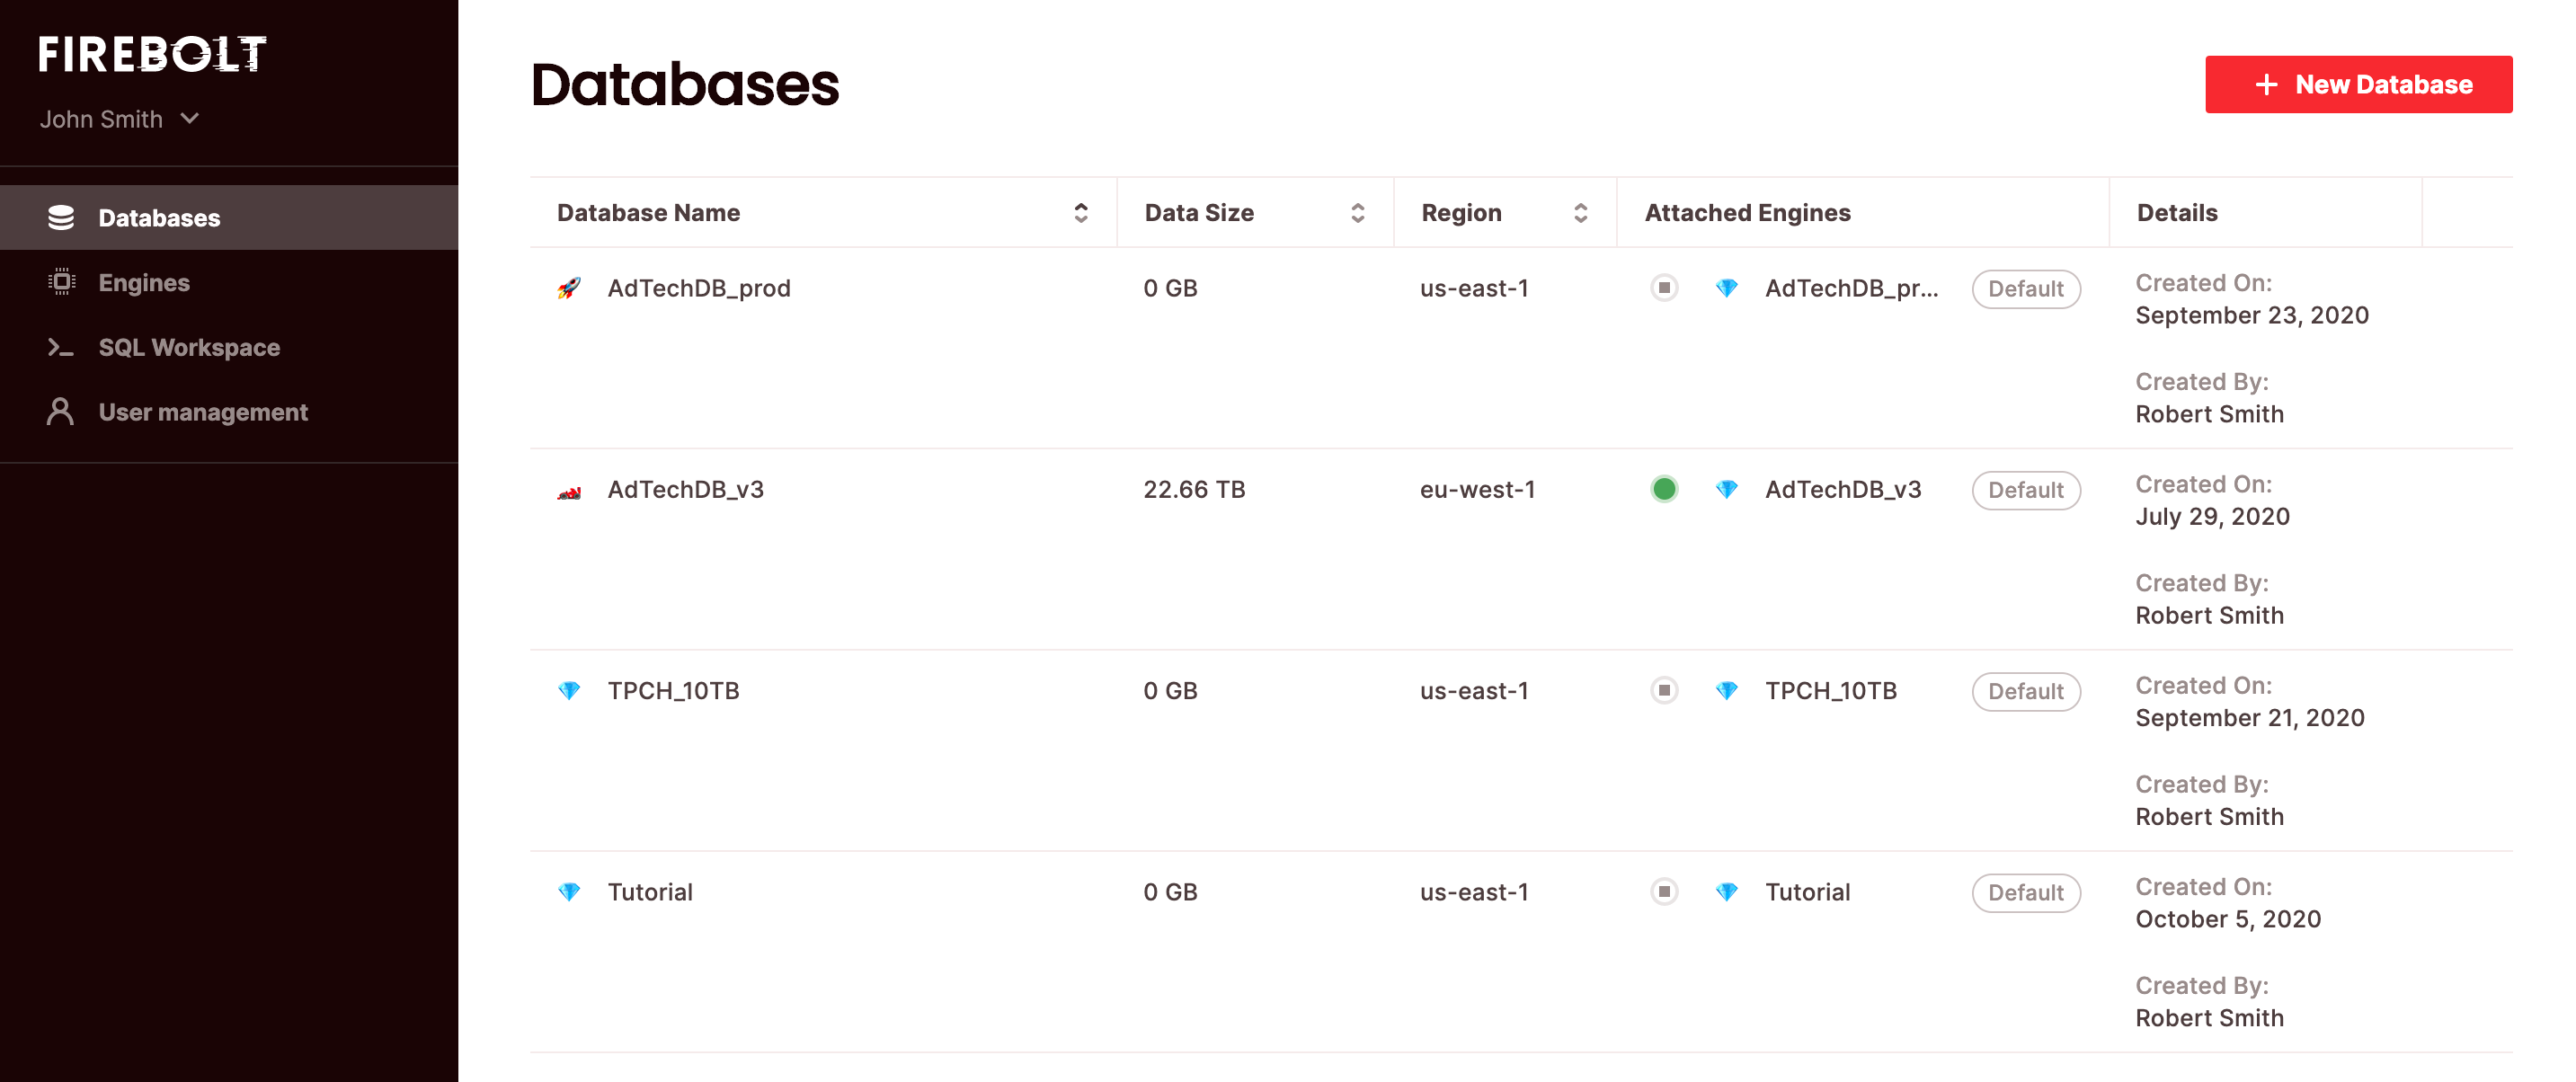 FIREBOLT
John Smith
Databases
Engines
SQL Workspace
User management
Databases
New Database
Database Name Data Size Region Attached Engines Details
AdTechDB_prod 0 GB us-east-1 AdTechDB_pr... Default Created On:
September 23, 2020
Created By:
Robert Smith
AdTechDB_v3 22.66 TB eu-west-1 AdTechDB_v3 Default Created On:
July 29, 2020
Created By:
Robert Smith
TPCH_10TB 0 GB us-east-1 TPCH_10TB Default Created On:
September 21, 2020
Created By:
Robert Smith
Tutorial 0 GB us-east-1 Tutorial Default Created On:
October 5, 2020
Created By:
Robert Smith